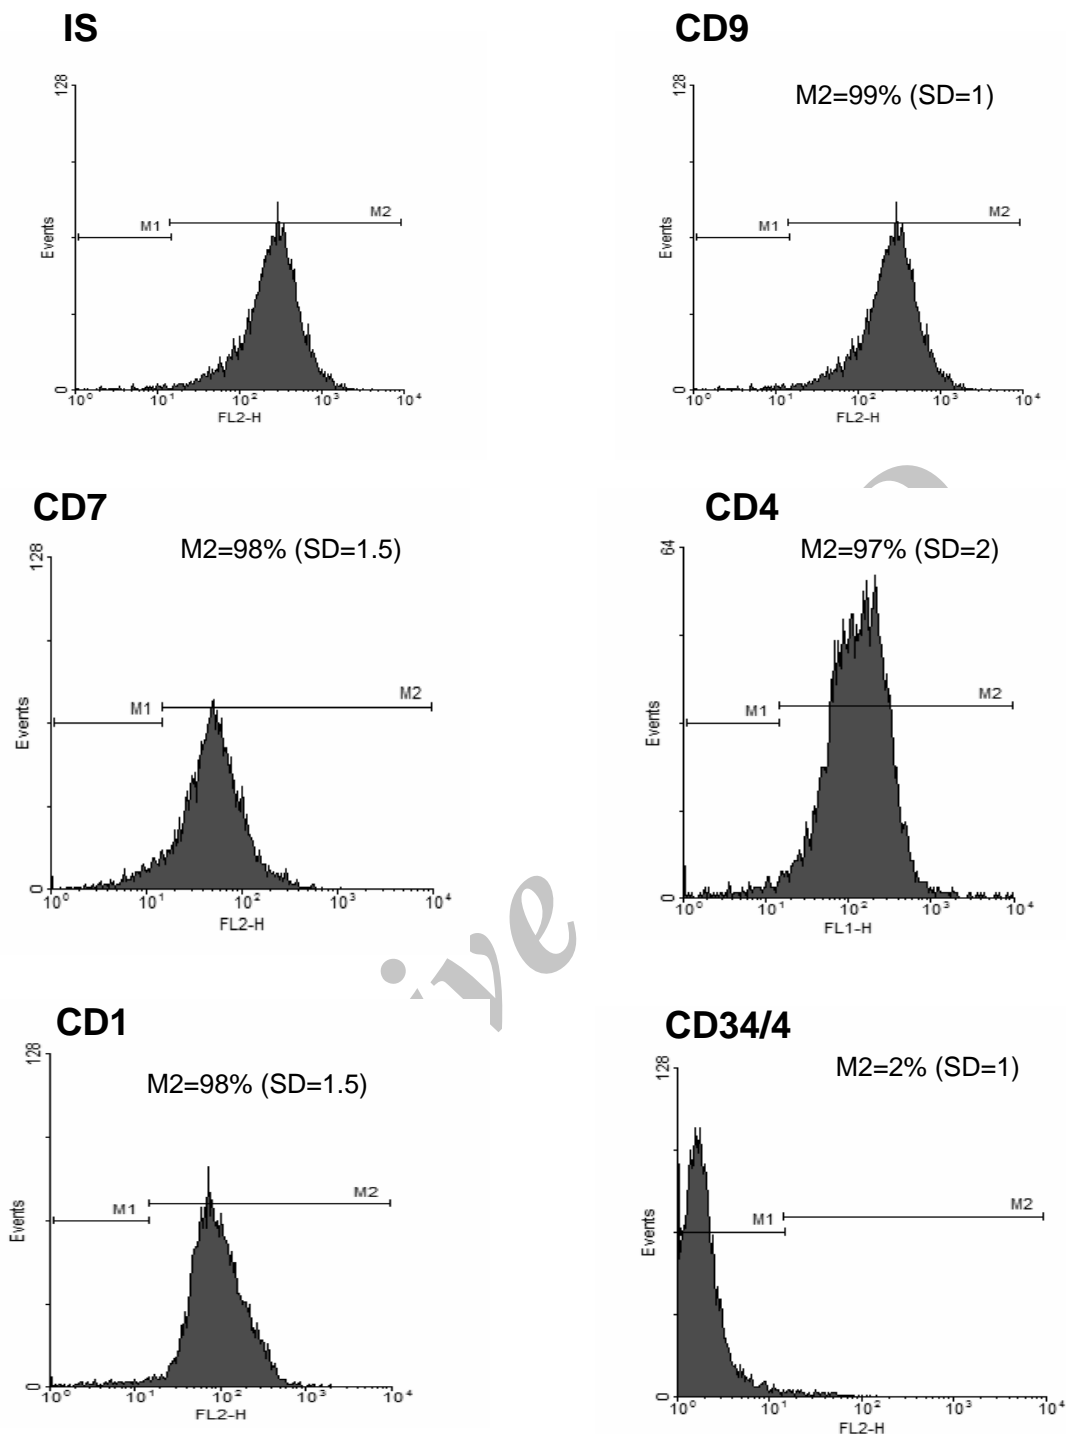 IS
128
M1
M2
Events
0
10⁰ 10¹ 10² 10³ 10⁴
FL2-H
CD9
M2=99% (SD=1)
128
M1
M2
Events
0
10⁰ 10¹ 10² 10³ 10⁴
FL2-H
CD7
M2=98% (SD=1.5)
128
M1
M2
Events
0
10⁰ 10¹ 10² 10³ 10⁴
FL2-H
CD4
M2=97% (SD=2)
64
M1
M2
Events
0
10⁰ 10¹ 10² 10³ 10⁴
FL1-H
ive
CD1
M2=98% (SD=1.5)
128
M1
M2
Events
0
10⁰ 10¹ 10² 10³ 10⁴
FL2-H
CD34/4
M2=2% (SD=1)
128
M1
M2
Events
0
10⁰ 10¹ 10² 10³ 10⁴
FL2-H